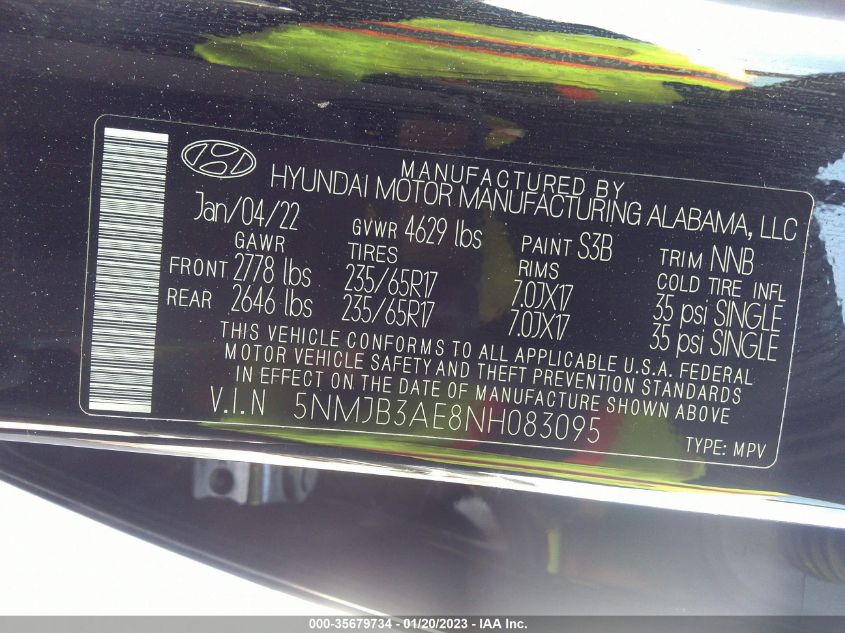 MANUFACTURED BY
HYUNDAI MOTOR MANUFACTURING ALABAMA, LLC
Jan/04/22 GVWR 4629 lbs PAINT S3B TRIM NNB
GAWR TIRES RIMS COLD TIRE INFL
FRONT 2778 lbs 235/65R17 7.0JX17 35 psi SINGLE
REAR 2646 lbs 235/65R17 7.0JX17 35 psi SINGLE
THIS VEHICLE CONFORMS TO ALL APPLICABLE U.S.A. FEDERAL
MOTOR VEHICLE SAFETY AND THEFT PREVENTION STANDARDS
IN EFFECT ON THE DATE OF MANUFACTURE SHOWN ABOVE
V.I.N 5NMJB3AE8NH083095
TYPE: MPV
000-35679734 - 01/20/2023 - IAA Inc.